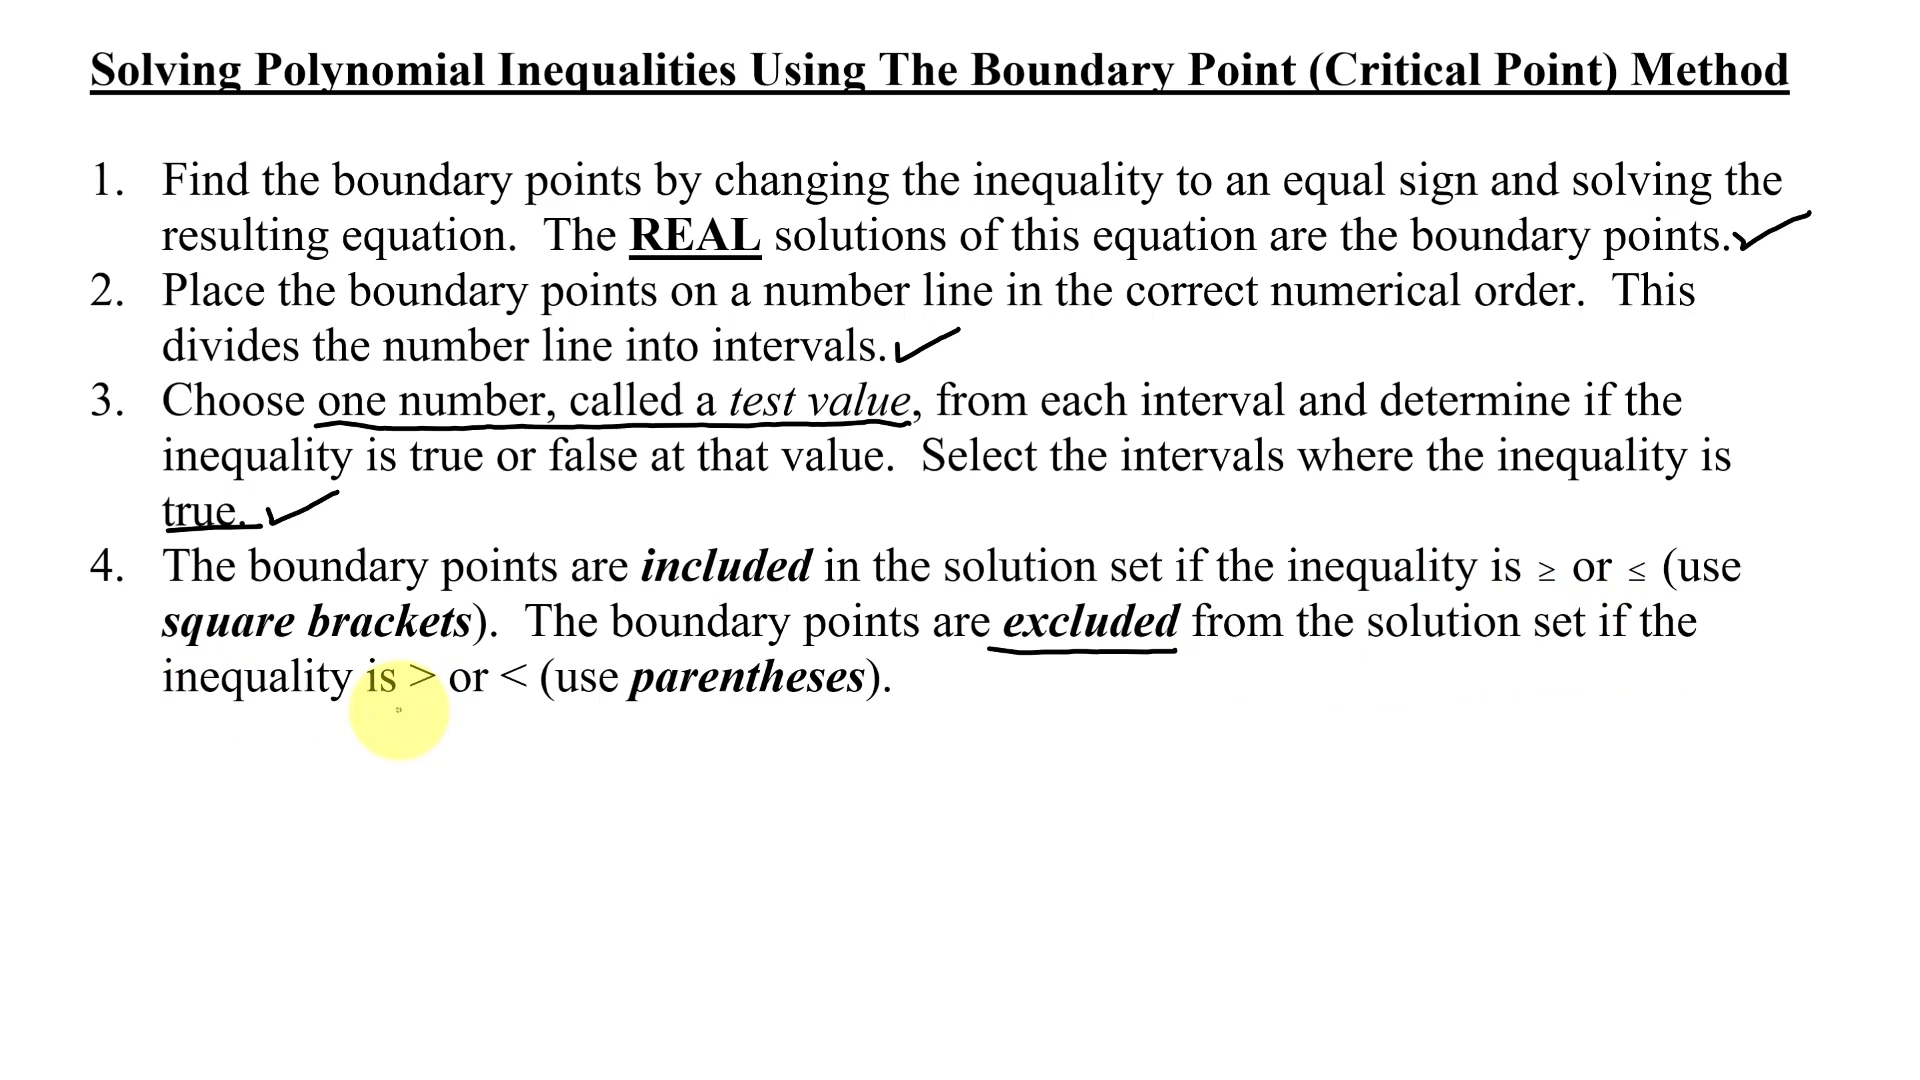 Solving Polynomial Inequalities Using The Boundary Point (Critical Point) Method
1. Find the boundary points by changing the inequality to an equal sign and solving the
resulting equation. The REAL solutions of this equation are the boundary points.
2. Place the boundary points on a number line in the correct numerical order. This
divides the number line into intervals.
3. Choose one number, called a test value, from each interval and determine if the
inequality is true or false at that value. Select the intervals where the inequality is
true.
4. The boundary points are included in the solution set if the inequality is ≥ or ≤ (use
square brackets). The boundary points are excluded from the solution set if the
inequality is > or < (use parentheses).